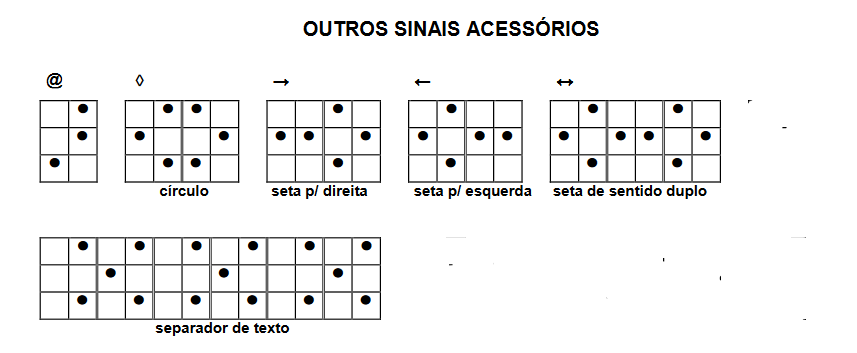 OUTROS SINAIS ACESSÓRIOS
@ ◊ → ← ↔
círculo seta p/ direita seta p/ esquerda seta de sentido duplo
separador de texto